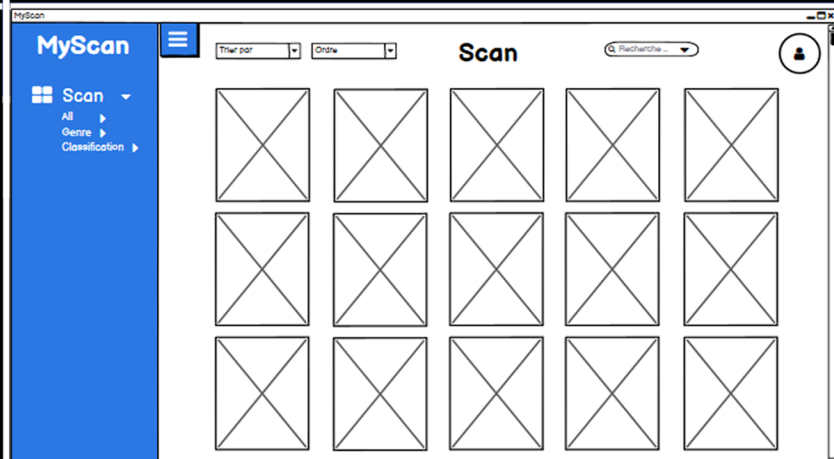 MyScan
MyScan
Trier par
Ordre
Scan
Recherche ...
Scan
All
Genre
Classification